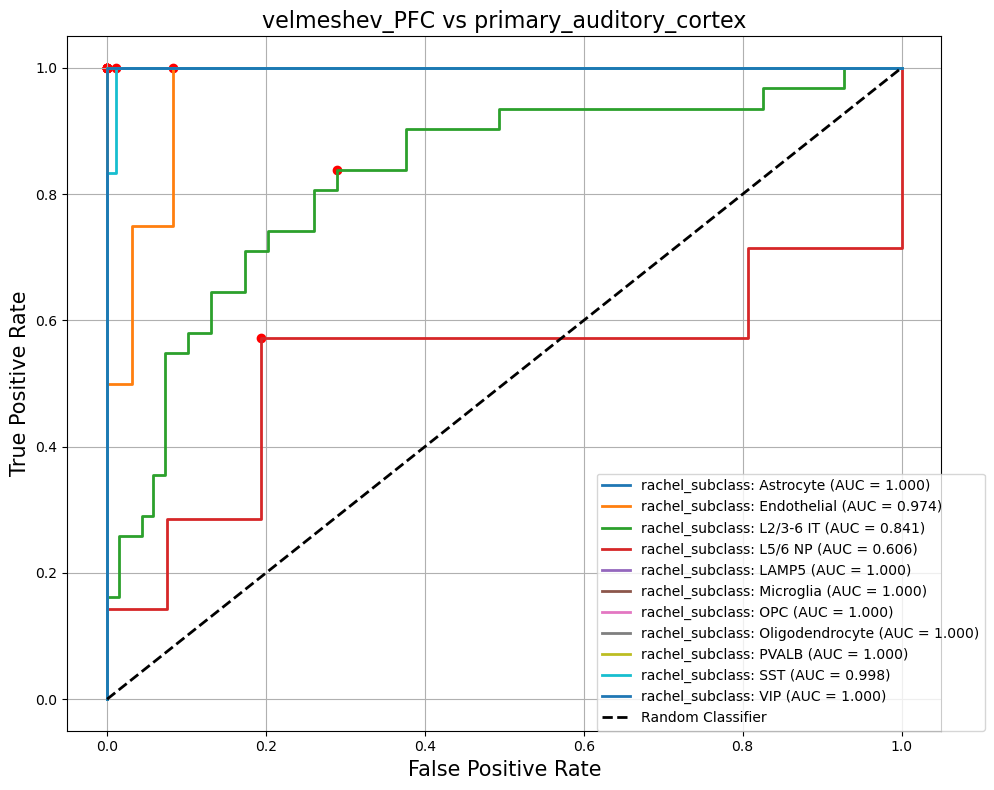 velmeshev_PFC vs primary_auditory_cortex
True Positive Rate
1.0
0.8
0.6
0.4
0.2
0.0
rachel_subclass: Astrocyte (AUC = 1.000)
rachel_subclass: Endothelial (AUC = 0.974)
rachel_subclass: L2/3-6 IT (AUC = 0.841)
rachel_subclass: L5/6 NP (AUC = 0.606)
rachel_subclass: LAMP5 (AUC = 1.000)
rachel_subclass: Microglia (AUC = 1.000)
rachel_subclass: OPC (AUC = 1.000)
rachel_subclass: Oligodendrocyte (AUC = 1.000)
rachel_subclass: PVALB (AUC = 1.000)
rachel_subclass: SST (AUC = 0.998)
rachel_subclass: VIP (AUC = 1.000)
Random Classifier
0.0 0.2 0.4 0.6 0.8 1.0
False Positive Rate